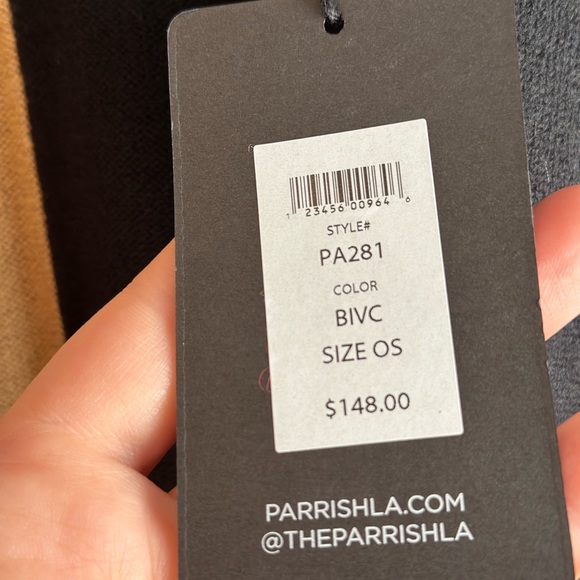 1 23456 00964 6
STYLE#
PA281
COLOR
BIVC
SIZE OS
$148.00
PARRISHLA.COM
@THEPARRISHLA